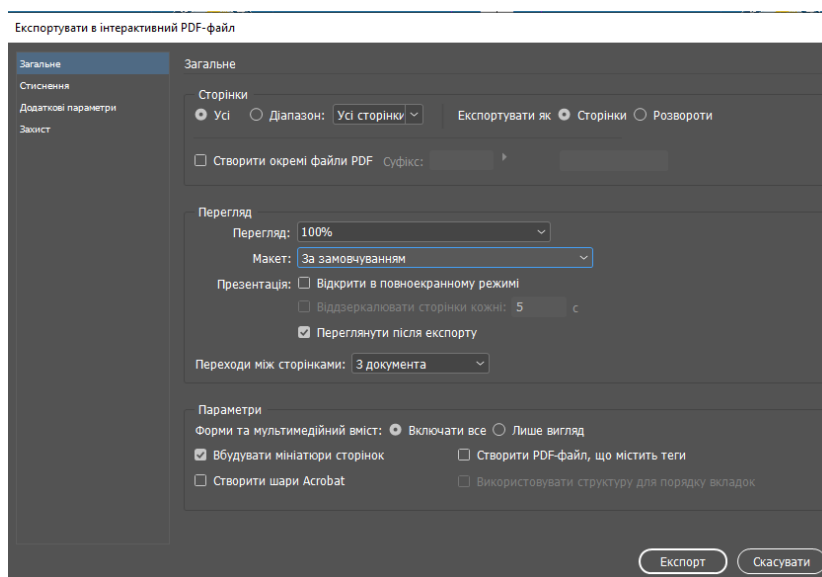 Експортувати в інтерактивний PDF-файл
Загальне
Стиснення
Додаткові параметри
Захист
Загальне
Сторінки
Усі Діапазон: Усі сторінки Експортувати як Сторінки Розвороти
Створити окремі файли PDF Суфікс:
Перегляд
Перегляд: 100%
Макет: За замовчуванням
Презентація: Відкрити в повноекранному режимі
Віддзеркалювати сторінки кожні: 5 с
Переглянути після експорту
Переходи між сторінками: З документа
Параметри
Форми та мультимедійний вміст: Включати все Лише вигляд
Вбудувати мініатюри сторінок Створити PDF-файл, що містить теги
Створити шари Acrobat Використовувати структуру для порядку вкладок
Експорт Скасувати